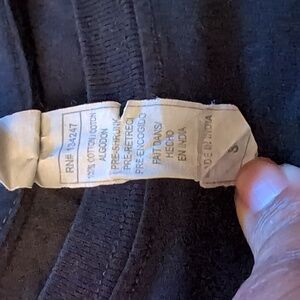 RN# 134247
100% COTTON/COTON
ALGODON
PRE-SHRUNK
PRE-RETRECI
PRE ENCOGIDO
FAIT DANS/
HECHO
EN INDIA
MADE IN INDIA
S